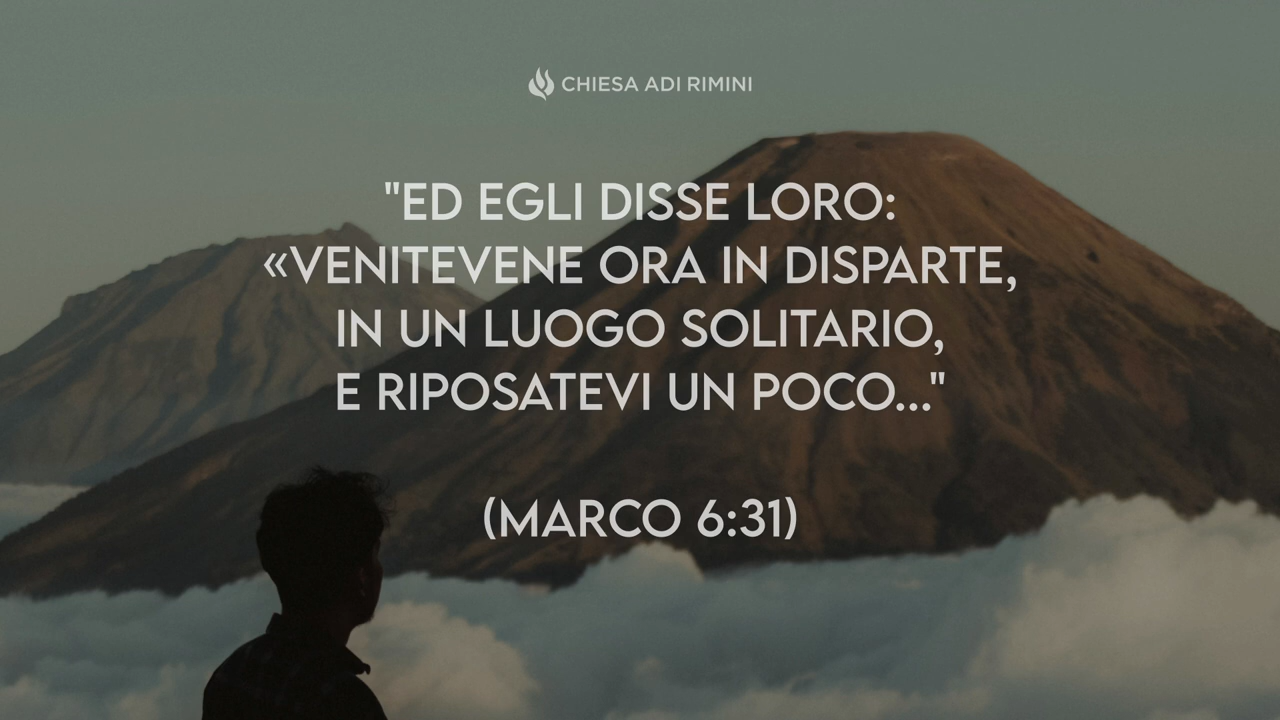 CHIESA ADI RIMINI
"ED EGLI DISSE LORO:
«VENITEVENE ORA IN DISPARTE,
IN UN LUOGO SOLITARIO,
E RIPOSATEVI UN POCO..."
(MARCO 6:31)